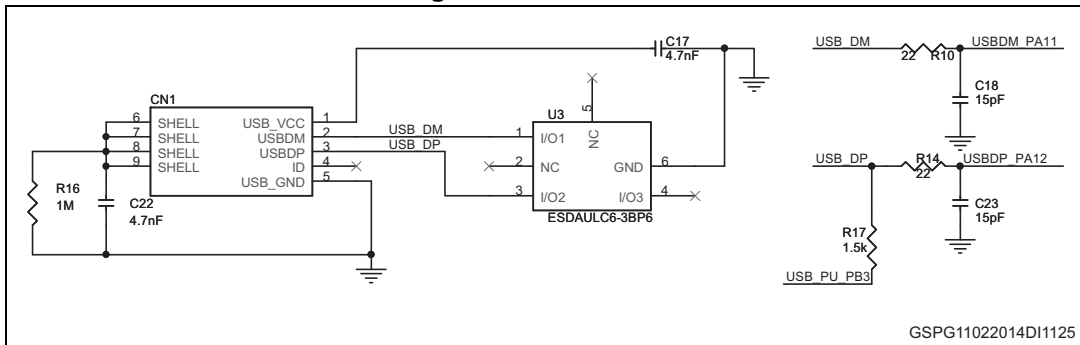 C17
4.7nF
CN1
6 SHELL USB_VCC 1
7 SHELL USBDM 2 USB_DM
8 SHELL USBDP 3 USB_DP
9 SHELL ID 4
USB_GND 5
R16
1M
C22
4.7nF
U3
5
NC
1 I/O1
2 NC GND 6
3 I/O2 I/O3 4
ESDAULC6-3BP6
USB_DM 22 R10 USBDM_PA11
C18
15pF
USB_DP R14 USBDP_PA12
22
C23
15pF
R17
1.5k
USB_PU_PB3
GSPG11022014DI1125